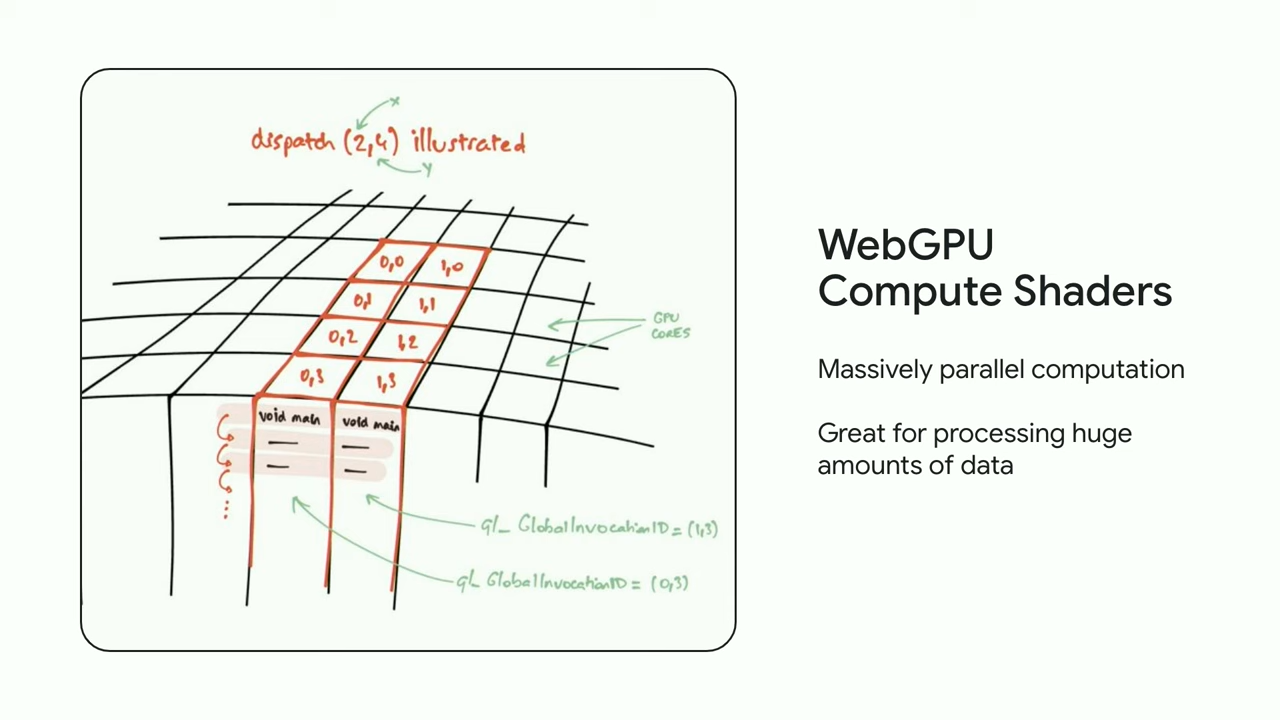 x
dispatch (2,4) illustrated
y
0,0 1,0
0,1 1,1
0,2 1,2
0,3 1,3
GPU
CORES
void main void main
gl_GlobalInvocationID = (1,3)
gl_GlobalInvocationID = (0,3)
WebGPU
Compute Shaders
Massively parallel computation
Great for processing huge
amounts of data